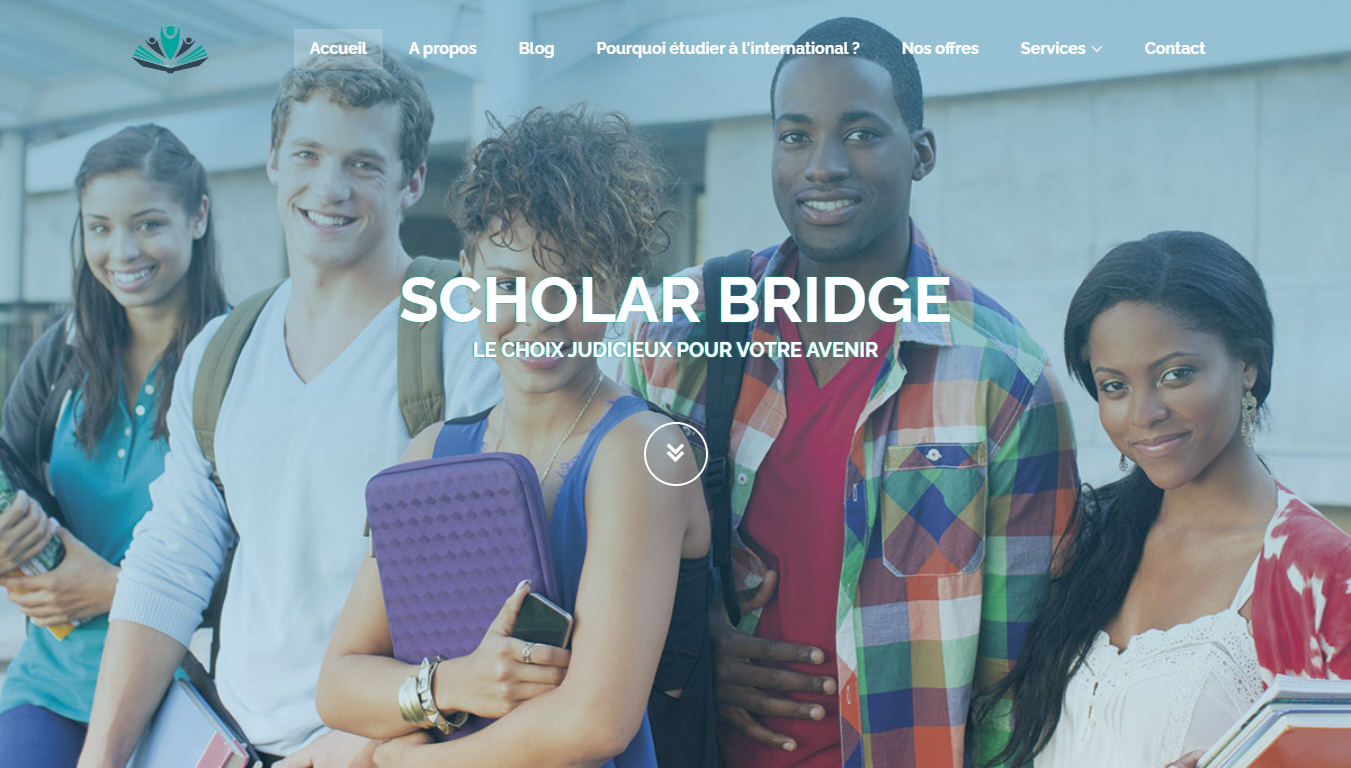 Accueil
A propos
Blog
Pourquoi étudier à l'international ?
Nos offres
Services
Contact
SCHOLAR BRIDGE
LE CHOIX JUDICIEUX POUR VOTRE AVENIR